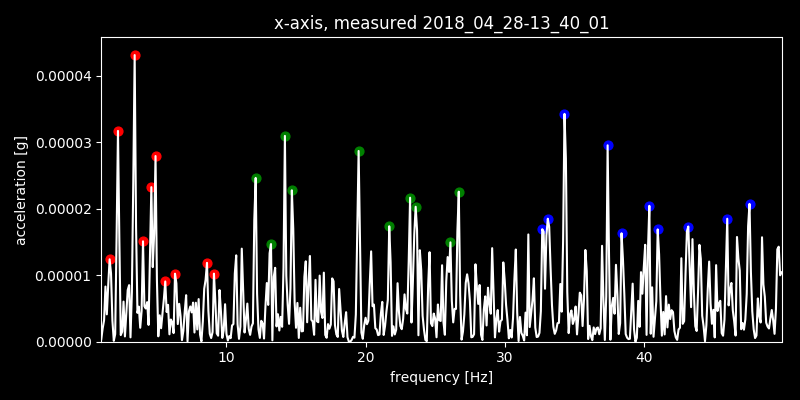 x-axis, measured 2018_04_28-13_40_01
0.00004
0.00003
0.00002
0.00001
0.00000
acceleration [g]
10 20 30 40
frequency [Hz]